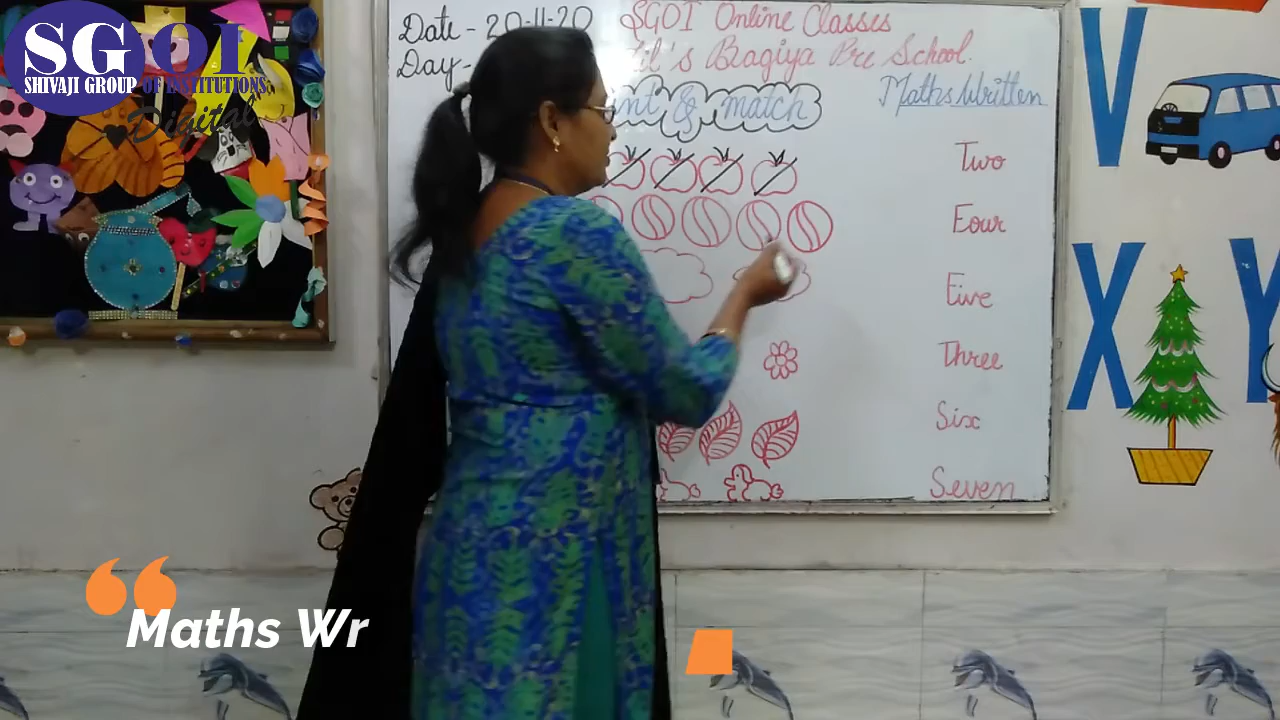 SGOI
SHIVAJI GROUP OF INSTITUTIONS
Digital
Date - 20-11-20
SGOI Online Classes
Day-
Bagiya Pre School.
& match
Maths Written
Two
Four
Five
Three
Six
Seven
V
X
Y
Maths Wr